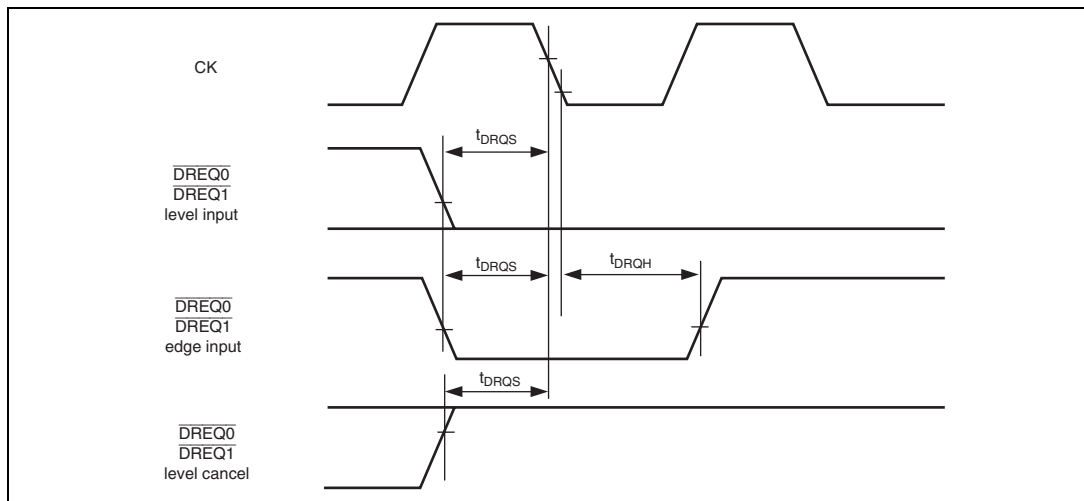 CK
tDRQS
DREQ0
DREQ1
level input
tDRQS
tDRQH
DREQ0
DREQ1
edge input
tDRQS
DREQ0
DREQ1
level cancel